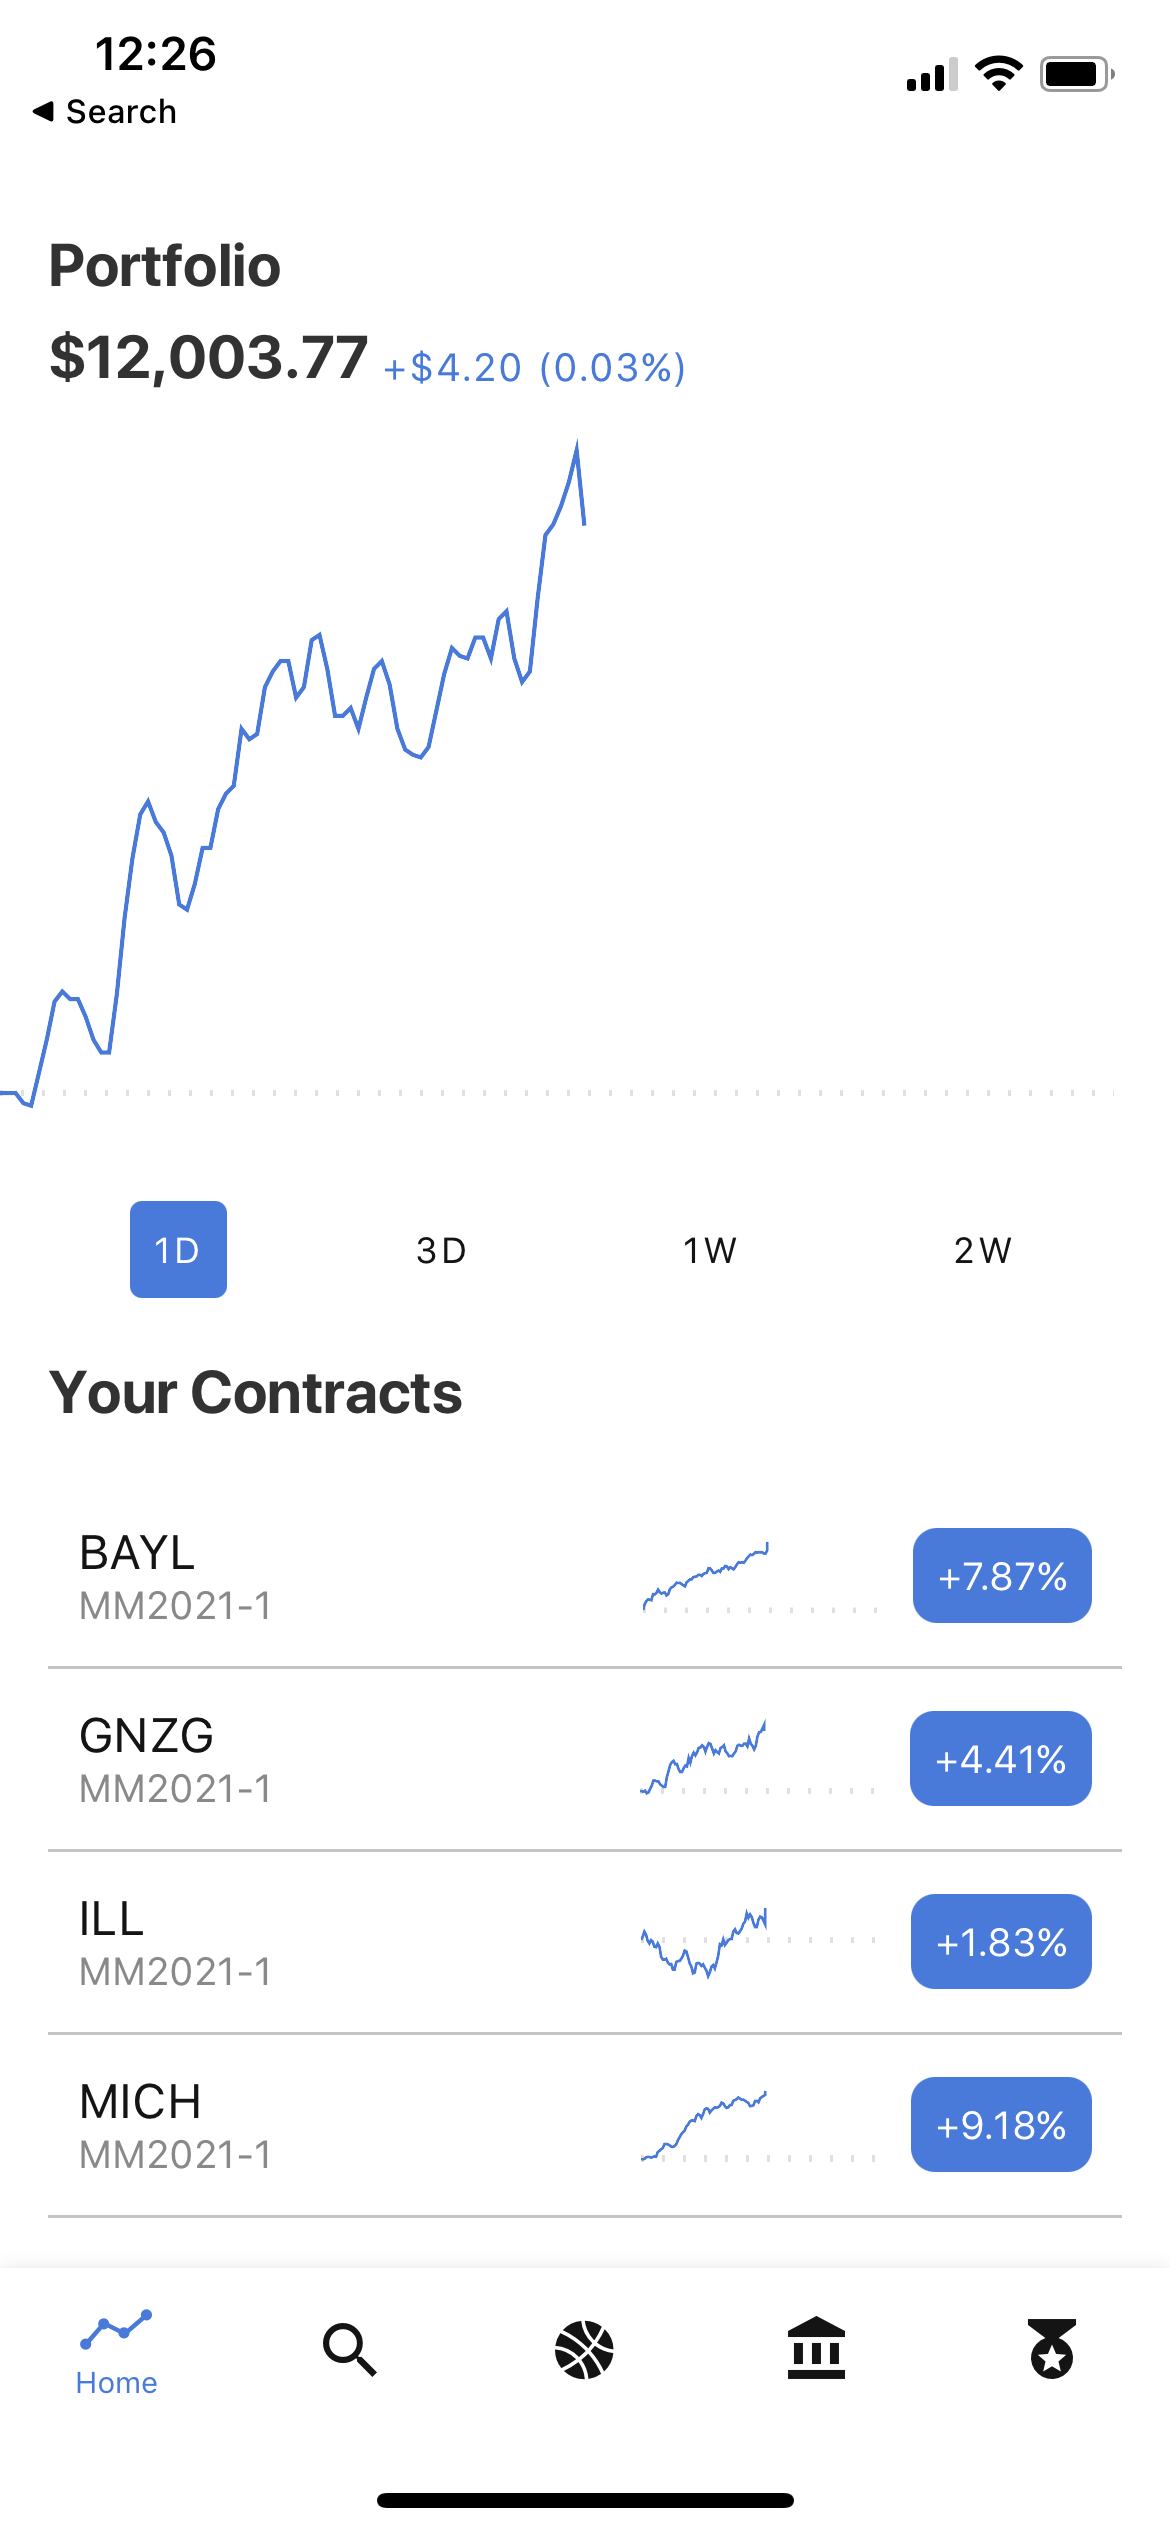 12:26
◀ Search
Portfolio
$12,003.77 +$4.20 (0.03%)
1D 3D 1W 2W
Your Contracts
BAYL
MM2021-1
+7.87%
GNZG
MM2021-1
+4.41%
ILL
MM2021-1
+1.83%
MICH
MM2021-1
+9.18%
Home